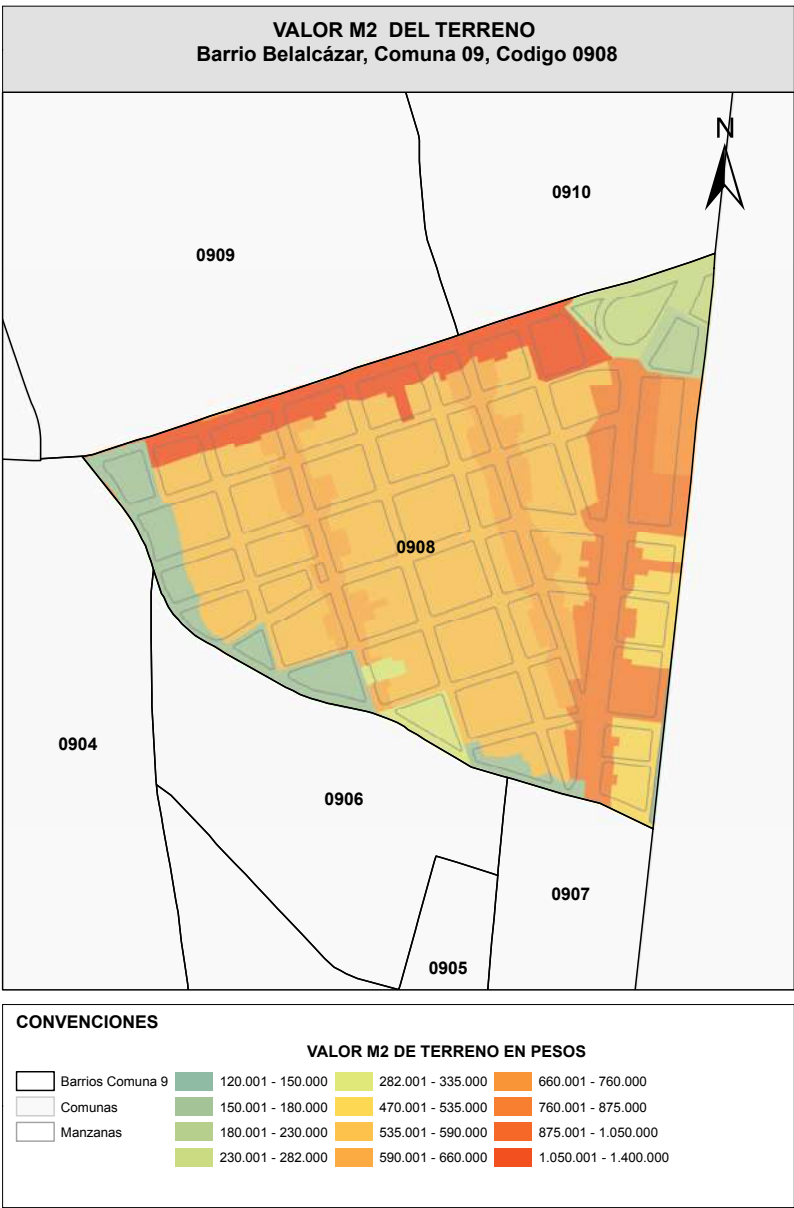 VALOR M2 DEL TERRENO
Barrio Belalcázar, Comuna 09, Codigo 0908
N
0910
0909
0908
0904
0906
0907
0905
CONVENCIONES
VALOR M2 DE TERRENO EN PESOS
Barrios Comuna 9
120.001 - 150.000
282.001 - 335.000
660.001 - 760.000
Comunas
150.001 - 180.000
470.001 - 535.000
760.001 - 875.000
Manzanas
180.001 - 230.000
535.001 - 590.000
875.001 - 1.050.000
230.001 - 282.000
590.001 - 660.000
1.050.001 - 1.400.000